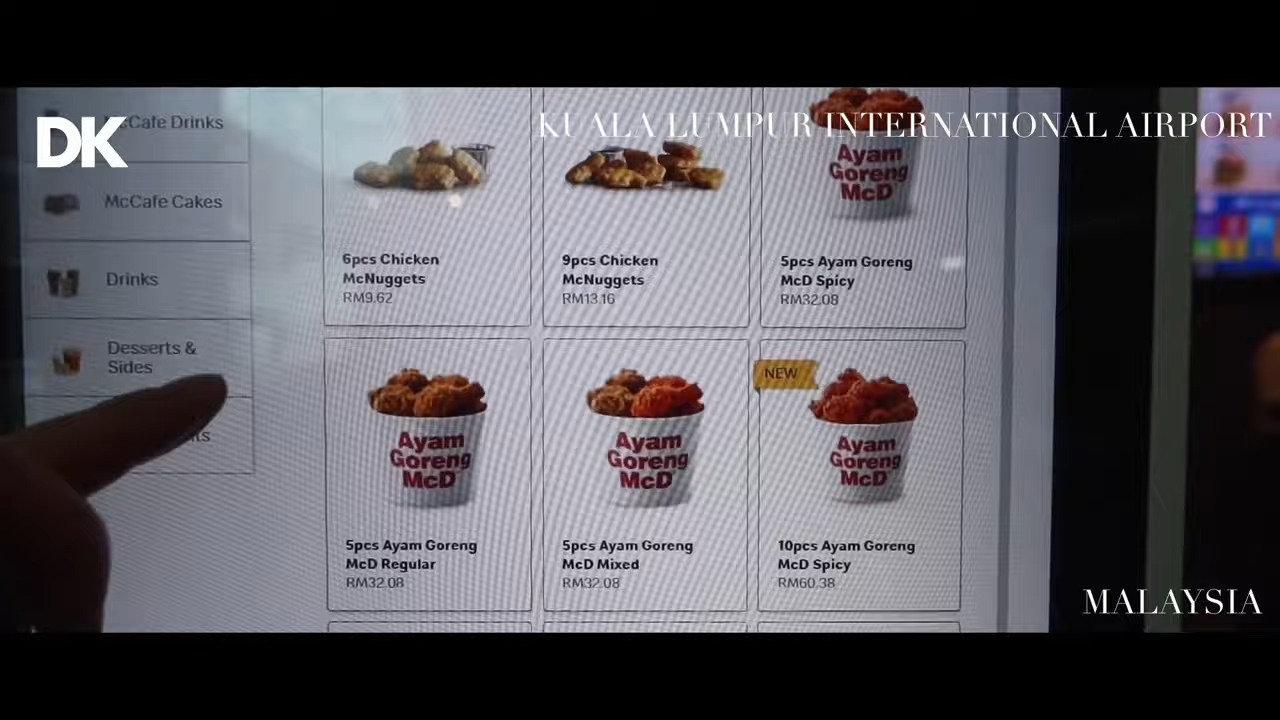 KUALA LUMPUR INTERNATIONAL AIRPORT
DK
McCafe Drinks
McCafe Cakes
Drinks
Desserts &
Sides
Ayam
Goreng
McD
6pcs Chicken
McNuggets
RM9.62
9pcs Chicken
McNuggets
RM13.16
5pcs Ayam Goreng
McD Spicy
RM32.08
NEW
Ayam
Goreng
McD
Ayam
Goreng
McD
Ayam
Goreng
McD
5pcs Ayam Goreng
McD Regular
RM32.08
5pcs Ayam Goreng
McD Mixed
RM32.08
10pcs Ayam Goreng
McD Spicy
RM60.38
MALAYSIA